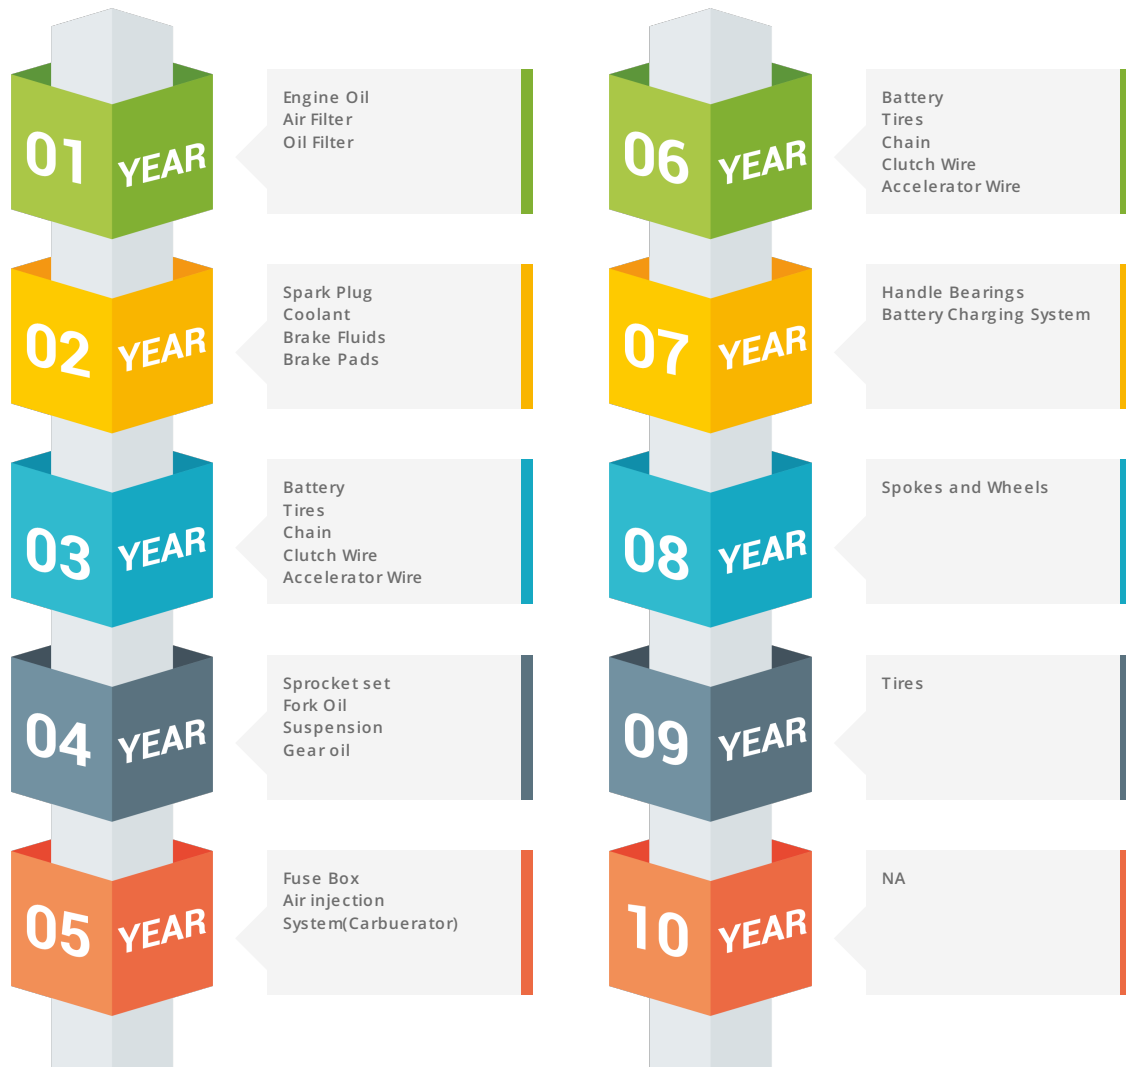 01 YEAR
Engine Oil
Air Filter
Oil Filter
02 YEAR
Spark Plug
Coolant
Brake Fluids
Brake Pads
03 YEAR
Battery
Tires
Chain
Clutch Wire
Accelerator Wire
04 YEAR
Sprocket set
Fork Oil
Suspension
Gear oil
05 YEAR
Fuse Box
Air injection
System(Carbuerator)
06 YEAR
Battery
Tires
Chain
Clutch Wire
Accelerator Wire
07 YEAR
Handle Bearings
Battery Charging System
08 YEAR
Spokes and Wheels
09 YEAR
Tires
10 YEAR
NA